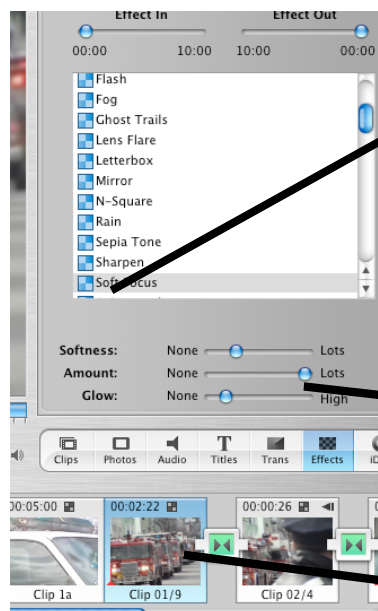 Effect In Effect Out
00:00 10:00 10:00 00:00
Flash
Fog
Ghost Trails
Lens Flare
Letterbox
Mirror
N-Square
Rain
Sepia Tone
Sharpen
Soft Focus
Softness: None Lots
Amount: None Lots
Glow: None High
Clips Photos Audio Titles Trans Effects
00:05:00 00:02:22 00:00:26
Clip 1a Clip 01/9 Clip 02/4